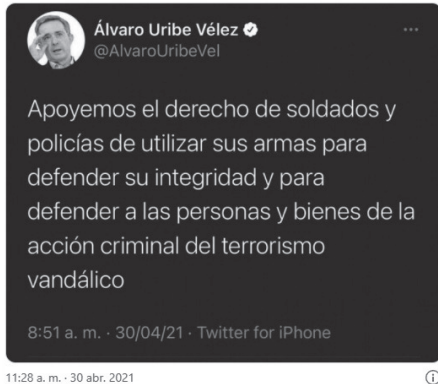 Álvaro Uribe Vélez
@AlvaroUribeVel
Apoyemos el derecho de soldados y
policías de utilizar sus armas para
defender su integridad y para
defender a las personas y bienes de la
acción criminal del terrorismo
vandálico
8:51 a. m. · 30/04/21 · Twitter for iPhone
11:28 a. m. · 30 abr. 2021